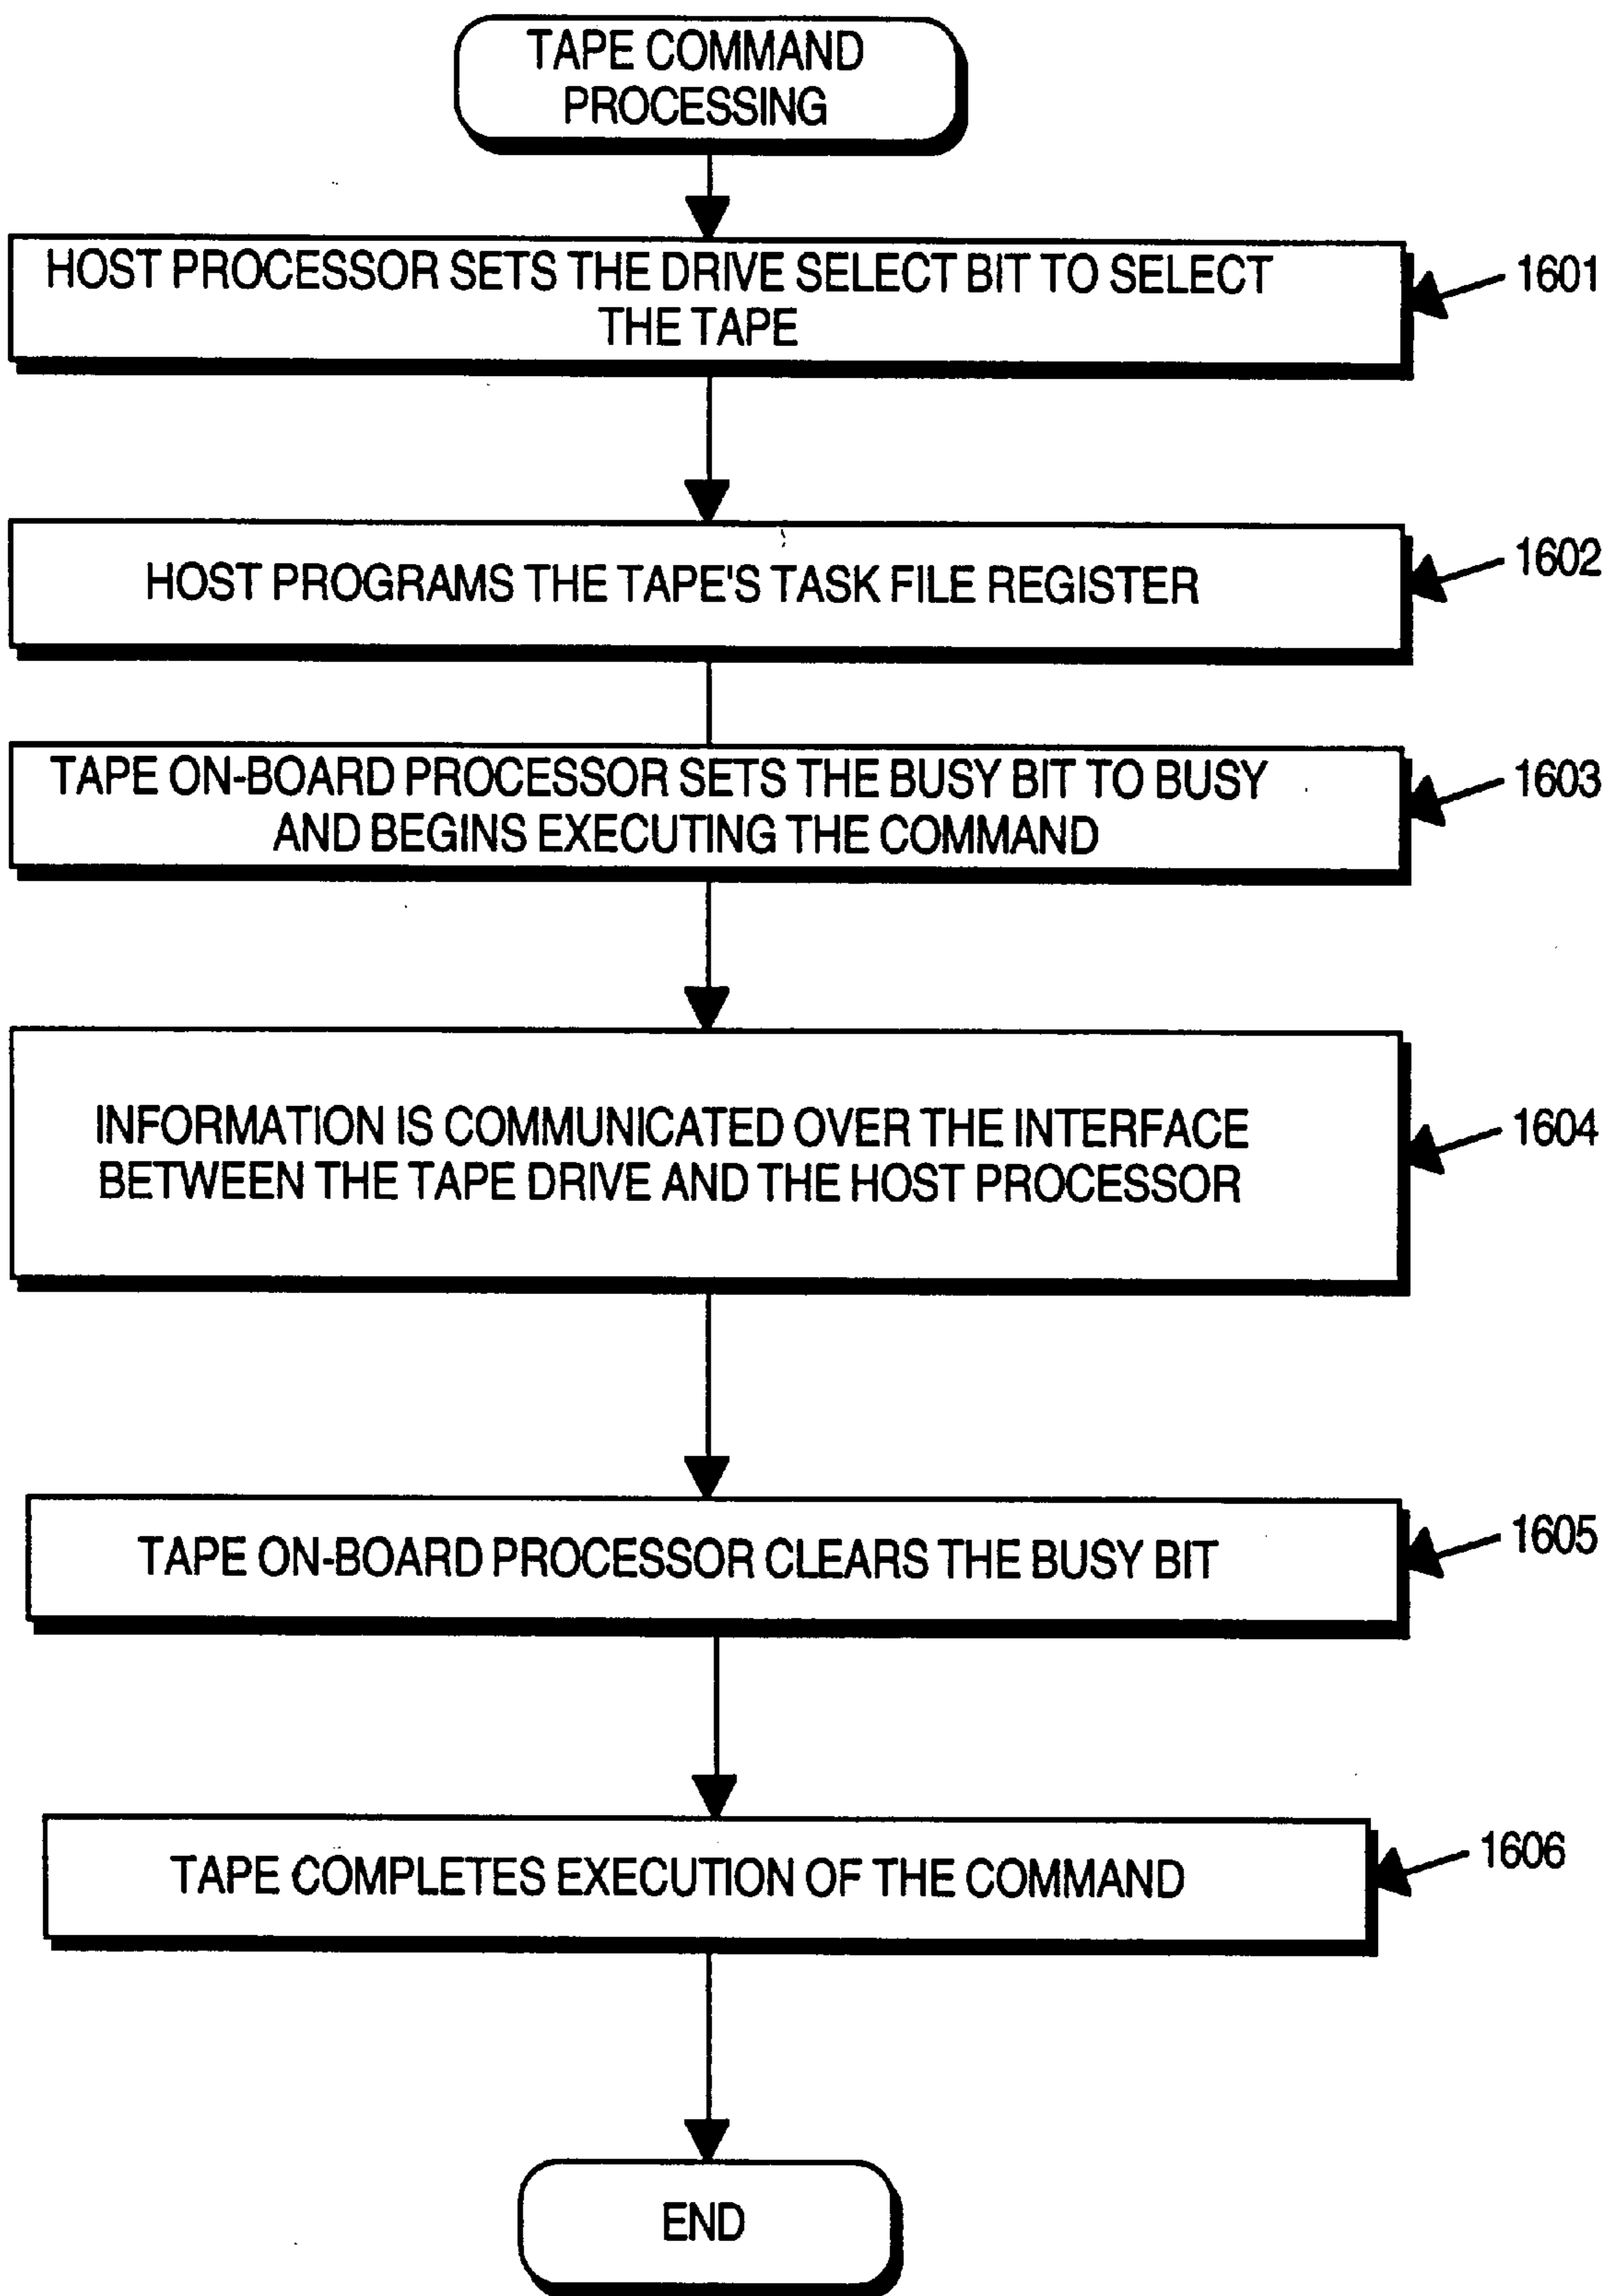 TAPE COMMAND
PROCESSING
HOST PROCESSOR SETS THE DRIVE SELECT BIT TO SELECT
THE TAPE
1601
HOST PROGRAMS THE TAPE'S TASK FILE REGISTER
1602
TAPE ON-BOARD PROCESSOR SETS THE BUSY BIT TO BUSY
AND BEGINS EXECUTING THE COMMAND
1603
INFORMATION IS COMMUNICATED OVER THE INTERFACE
BETWEEN THE TAPE DRIVE AND THE HOST PROCESSOR
1604
TAPE ON-BOARD PROCESSOR CLEARS THE BUSY BIT
1605
TAPE COMPLETES EXECUTION OF THE COMMAND
1606
END